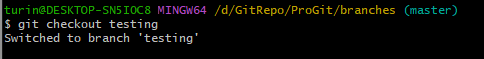 turin@DESKTOP-SN5IOC8 MINGW64 /d/GitRepo/ProGit/branches (master)
$ git checkout testing
Switched to branch 'testing'